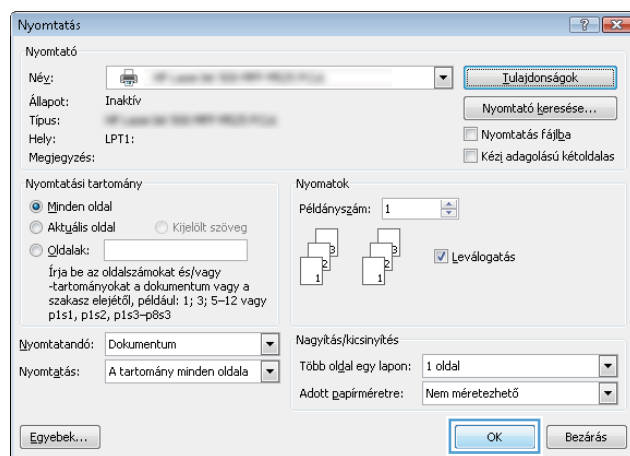 Nyomtatás
Nyomtató
Név:
Tulajdonságok
Állapot: Inaktív
Nyomtató keresése...
Típus:
Hely: LPT1:
Nyomtatás fájlba
Megjegyzés:
Kézi adagolású kétoldalas
Nyomtatási tartomány
Minden oldal
Aktuális oldal Kijelölt szöveg
Oldalak:
Írja be az oldalszámokat és/vagy
-tartományokat a dokumentum vagy a
szakasz elejétől, például: 1; 3; 5–12 vagy
p1s1, p1s2, p1s3–p8s3
Nyomatok
Példányszám: 1
3 3
2 2
1 1
Leválogatás
Nyomtatandó: Dokumentum
Nyomtatás: A tartomány minden oldala
Nagyítás/kicsinyítés
Több oldal egy lapon: 1 oldal
Adott papírméretre: Nem méretezhető
Egyebek...
OK Bezárás